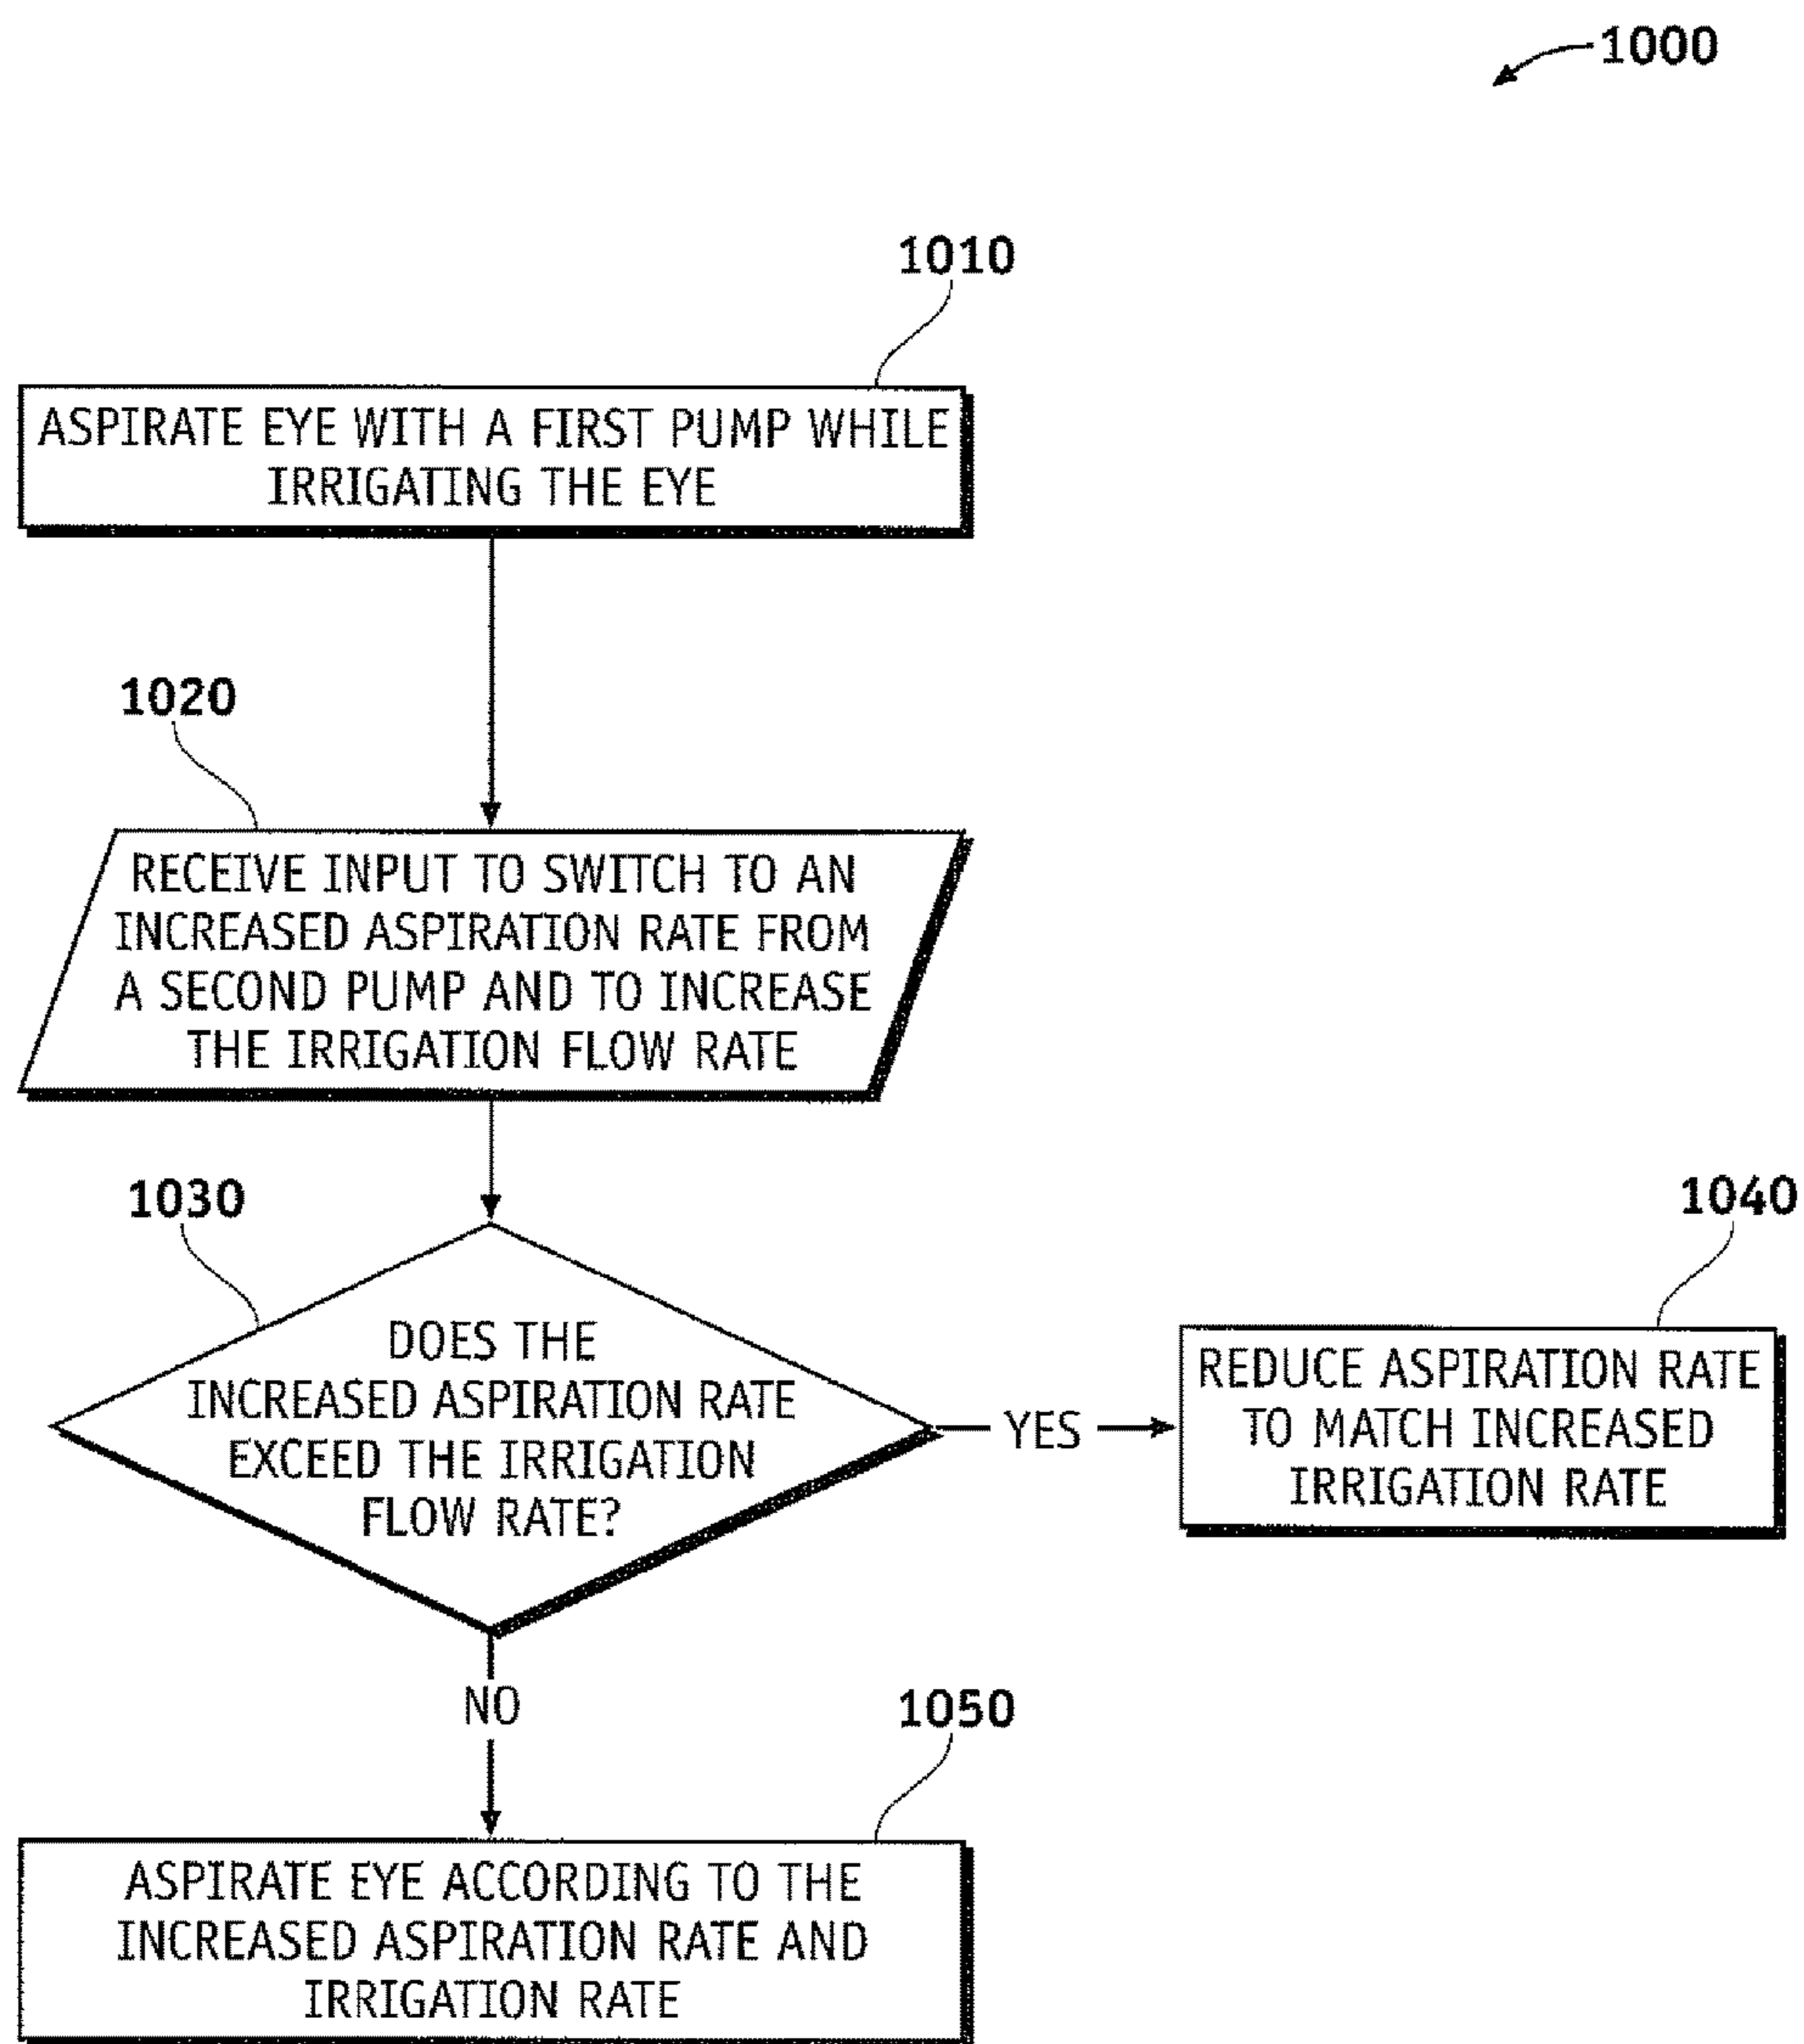 1000
1010
ASPIRATE EYE WITH A FIRST PUMP WHILE
IRRIGATING THE EYE
1020
RECEIVE INPUT TO SWITCH TO AN
INCREASED ASPIRATION RATE FROM
A SECOND PUMP AND TO INCREASE
THE IRRIGATION FLOW RATE
1030
DOES THE
INCREASED ASPIRATION RATE
EXCEED THE IRRIGATION
FLOW RATE?
YES
1040
REDUCE ASPIRATION RATE
TO MATCH INCREASED
IRRIGATION RATE
NO
1050
ASPIRATE EYE ACCORDING TO THE
INCREASED ASPIRATION RATE AND
IRRIGATION RATE